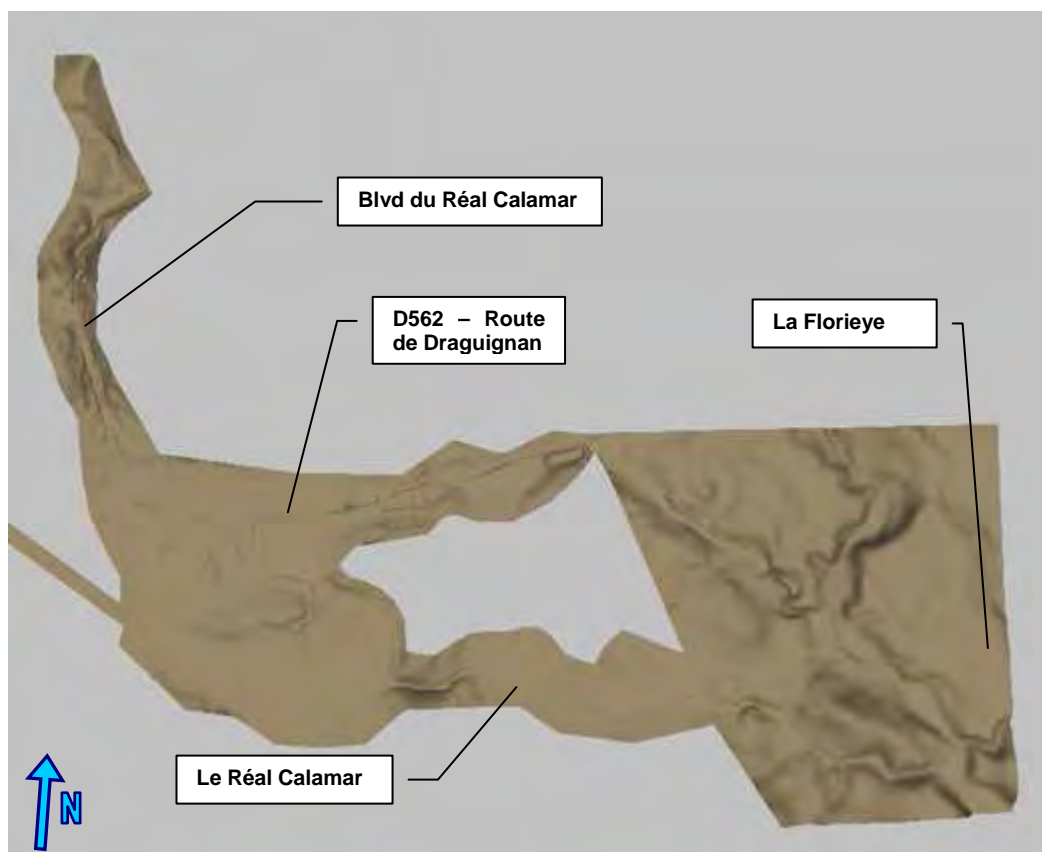 Blvd du Réal Calamar
D562 – Route
de Draguignan
La Florieye
Le Réal Calamar
N